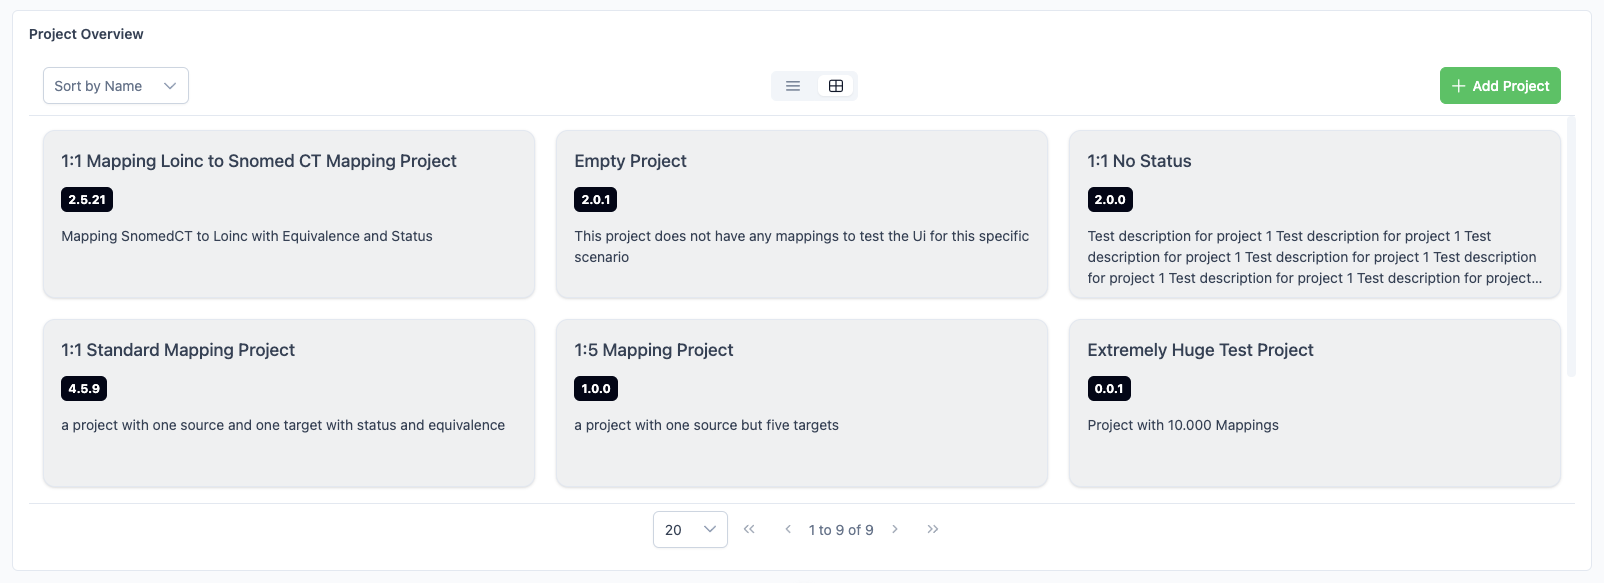 Project Overview
Sort by Name
Add Project
1:1 Mapping Loinc to Snomed CT Mapping Project
2.5.21
Mapping SnomedCT to Loinc with Equivalence and Status
Empty Project
2.0.1
This project does not have any mappings to test the Ui for this specific
scenario
1:1 No Status
2.0.0
Test description for project 1 Test description for project 1 Test
description for project 1 Test description for project 1 Test description
for project 1 Test description for project 1 Test description for project...
1:1 Standard Mapping Project
4.5.9
a project with one source and one target with status and equivalence
1:5 Mapping Project
1.0.0
a project with one source but five targets
Extremely Huge Test Project
0.0.1
Project with 10.000 Mappings
20
1 to 9 of 9